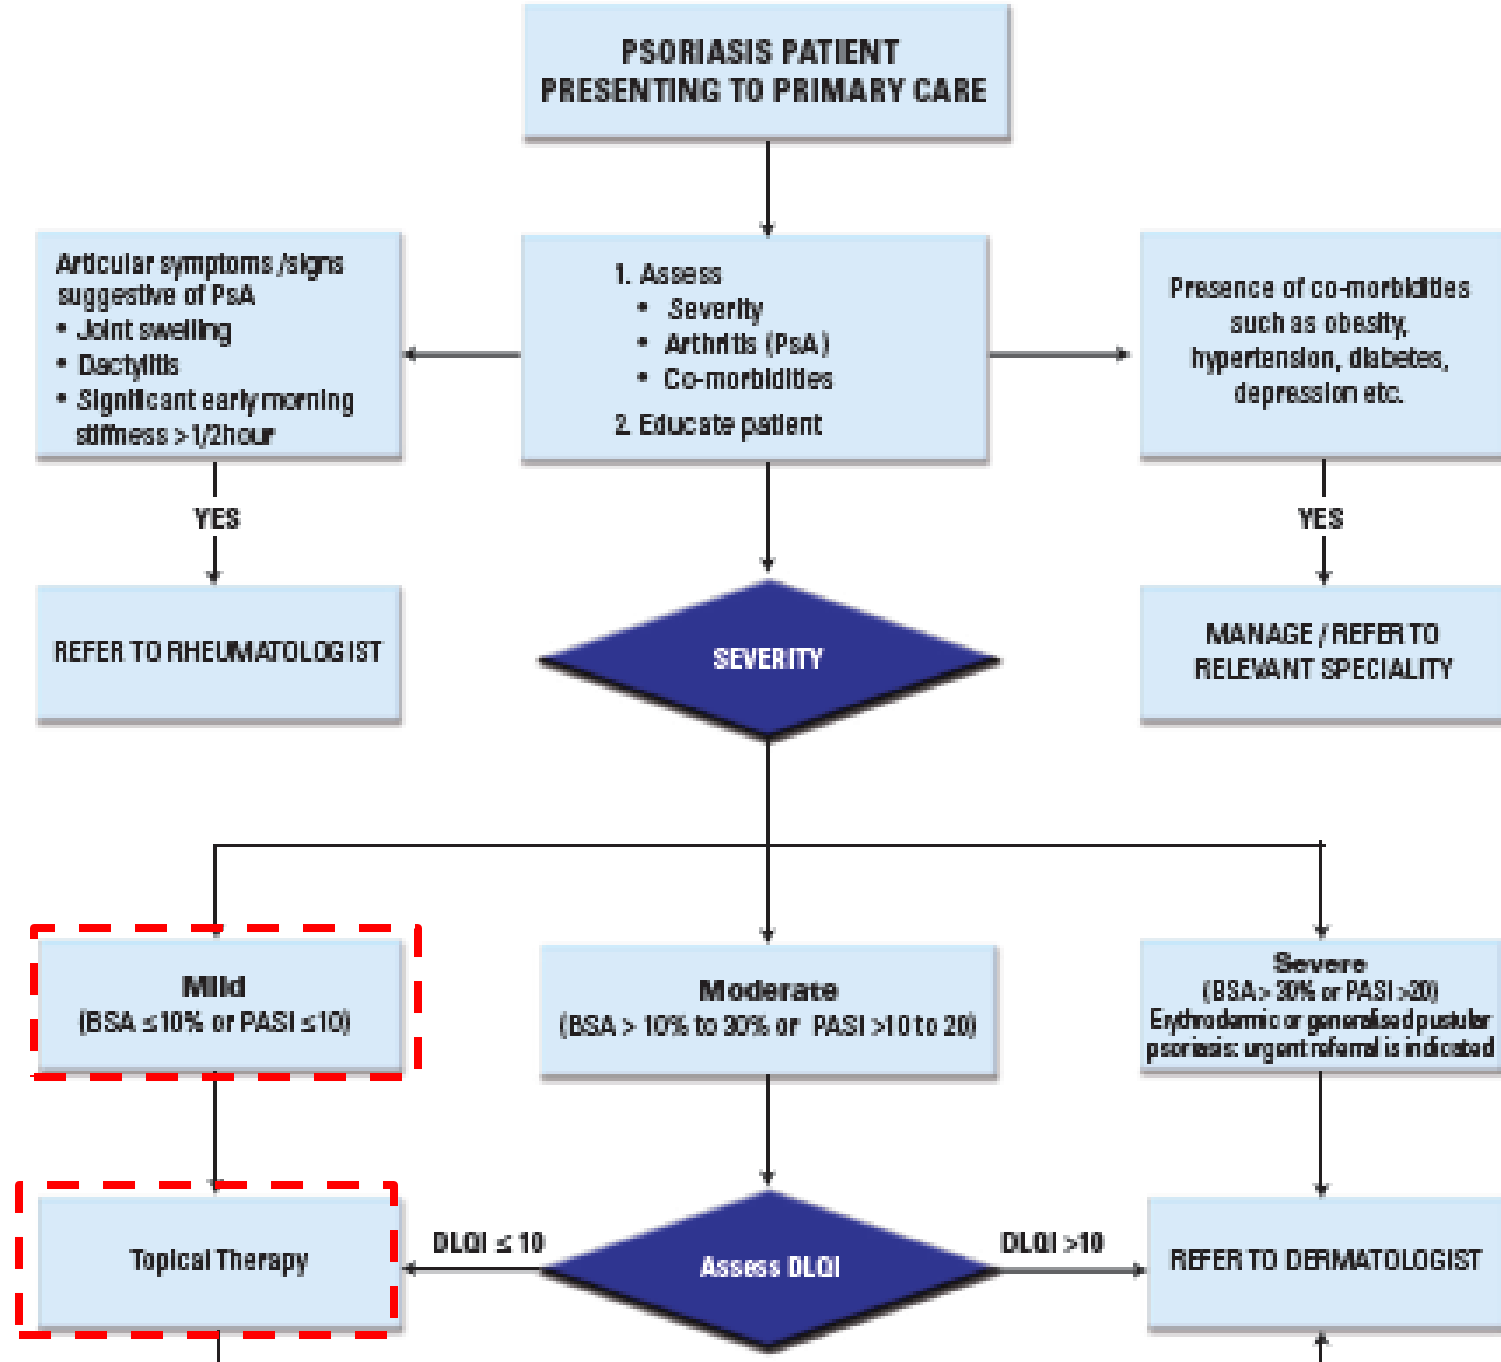 PSORIASIS PATIENT
PRESENTING TO PRIMARY CARE
Articular symptoms /signs
suggestive of PsA
• Joint swelling
• Dactylitis
• Significant early morning
stiffness >1/2hour
1. Assess
• Severity
• Arthritis (PsA)
• Co-morbidities
2. Educate patient
Presence of co-morbidities
such as obesity,
hypertension, diabetes,
depression etc.
YES
YES
REFER TO RHEUMATOLOGIST
SEVERITY
MANAGE / REFER TO
RELEVANT SPECIALITY
Mild
(BSA ≤10% or PASI ≤10)
Moderate
(BSA > 10% to 30% or PASI >10 to 20)
Severe
(BSA> 30% or PASI >20)
Erythrodermic or generalised pustular
psoriasis: urgent referral is indicated
Topical Therapy
DLQI ≤ 10
Assess DLQI
DLQI >10
REFER TO DERMATOLOGIST